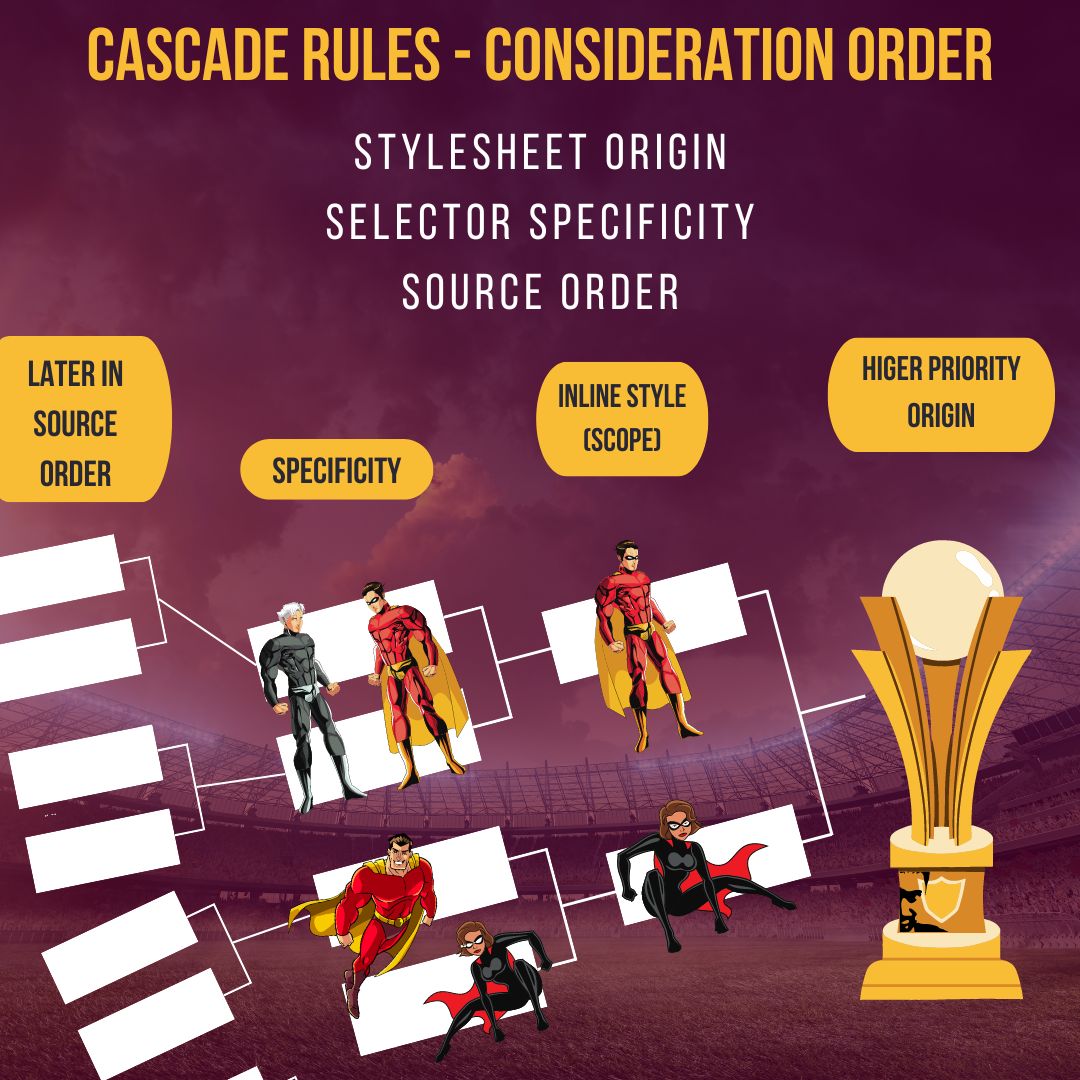 CASCADE RULES - CONSIDERATION ORDER
STYLESHEET ORIGIN
SELECTOR SPECIFICITY
SOURCE ORDER
LATER IN
SOURCE
ORDER
SPECIFICITY
INLINE STYLE
(SCOPE)
HIGER PRIORITY
ORIGIN